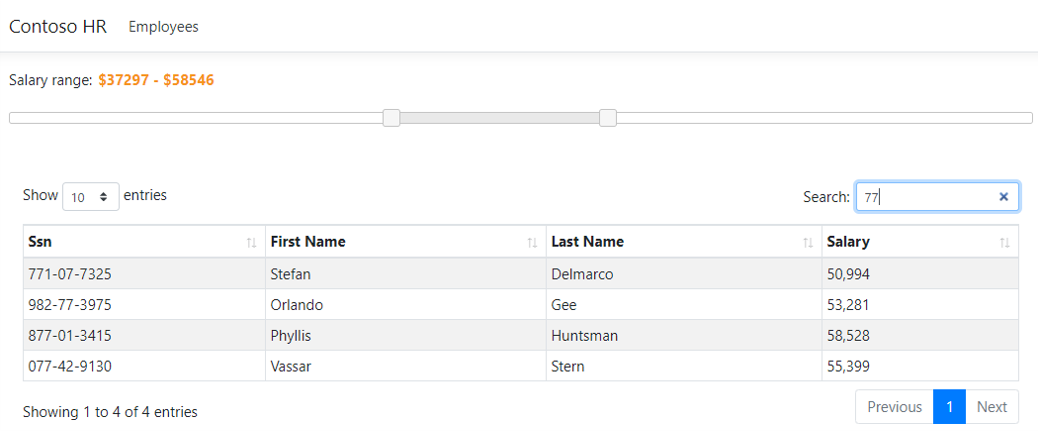 Contoso HR Employees
Salary range: $37297 - $58546
Show 10 entries Search: 77
Ssn First Name Last Name Salary
771-07-7325 Stefan Delmarco 50,994
982-77-3975 Orlando Gee 53,281
877-01-3415 Phyllis Huntsman 58,528
077-42-9130 Vassar Stern 55,399
Showing 1 to 4 of 4 entries Previous 1 Next